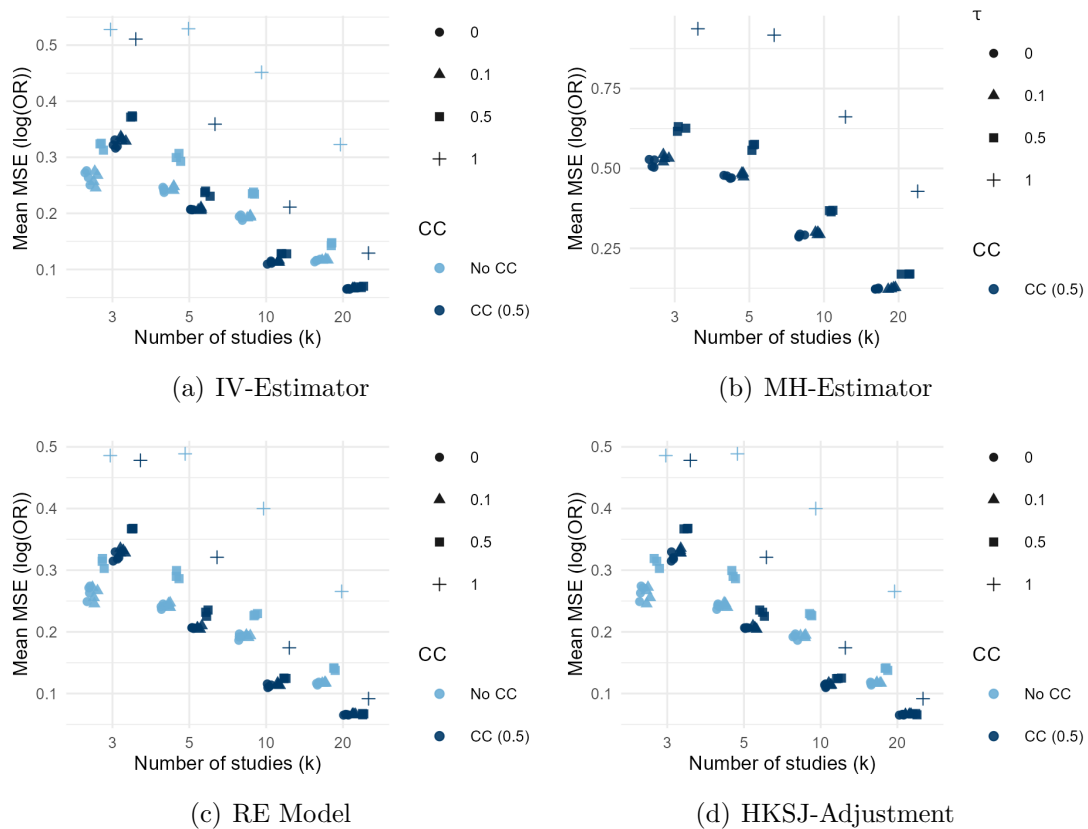 0.5
0.4
0.3
0.2
0.1
Mean MSE (log(OR))
3 5 10 20
Number of studies (k)
0
0.1
0.5
1
CC
No CC
CC (0.5)
(a) IV-Estimator
0.75
0.50
0.25
Mean MSE (log(OR))
3 5 10 20
Number of studies (k)
τ
0
0.1
0.5
1
CC
CC (0.5)
(b) MH-Estimator
0.5
0.4
0.3
0.2
0.1
Mean MSE (log(OR))
3 5 10 20
Number of studies (k)
0
0.1
0.5
1
CC
No CC
CC (0.5)
(c) RE Model
0.5
0.4
0.3
0.2
0.1
Mean MSE (log(OR))
3 5 10 20
Number of studies (k)
0
0.1
0.5
1
CC
No CC
CC (0.5)
(d) HKSJ-Adjustment